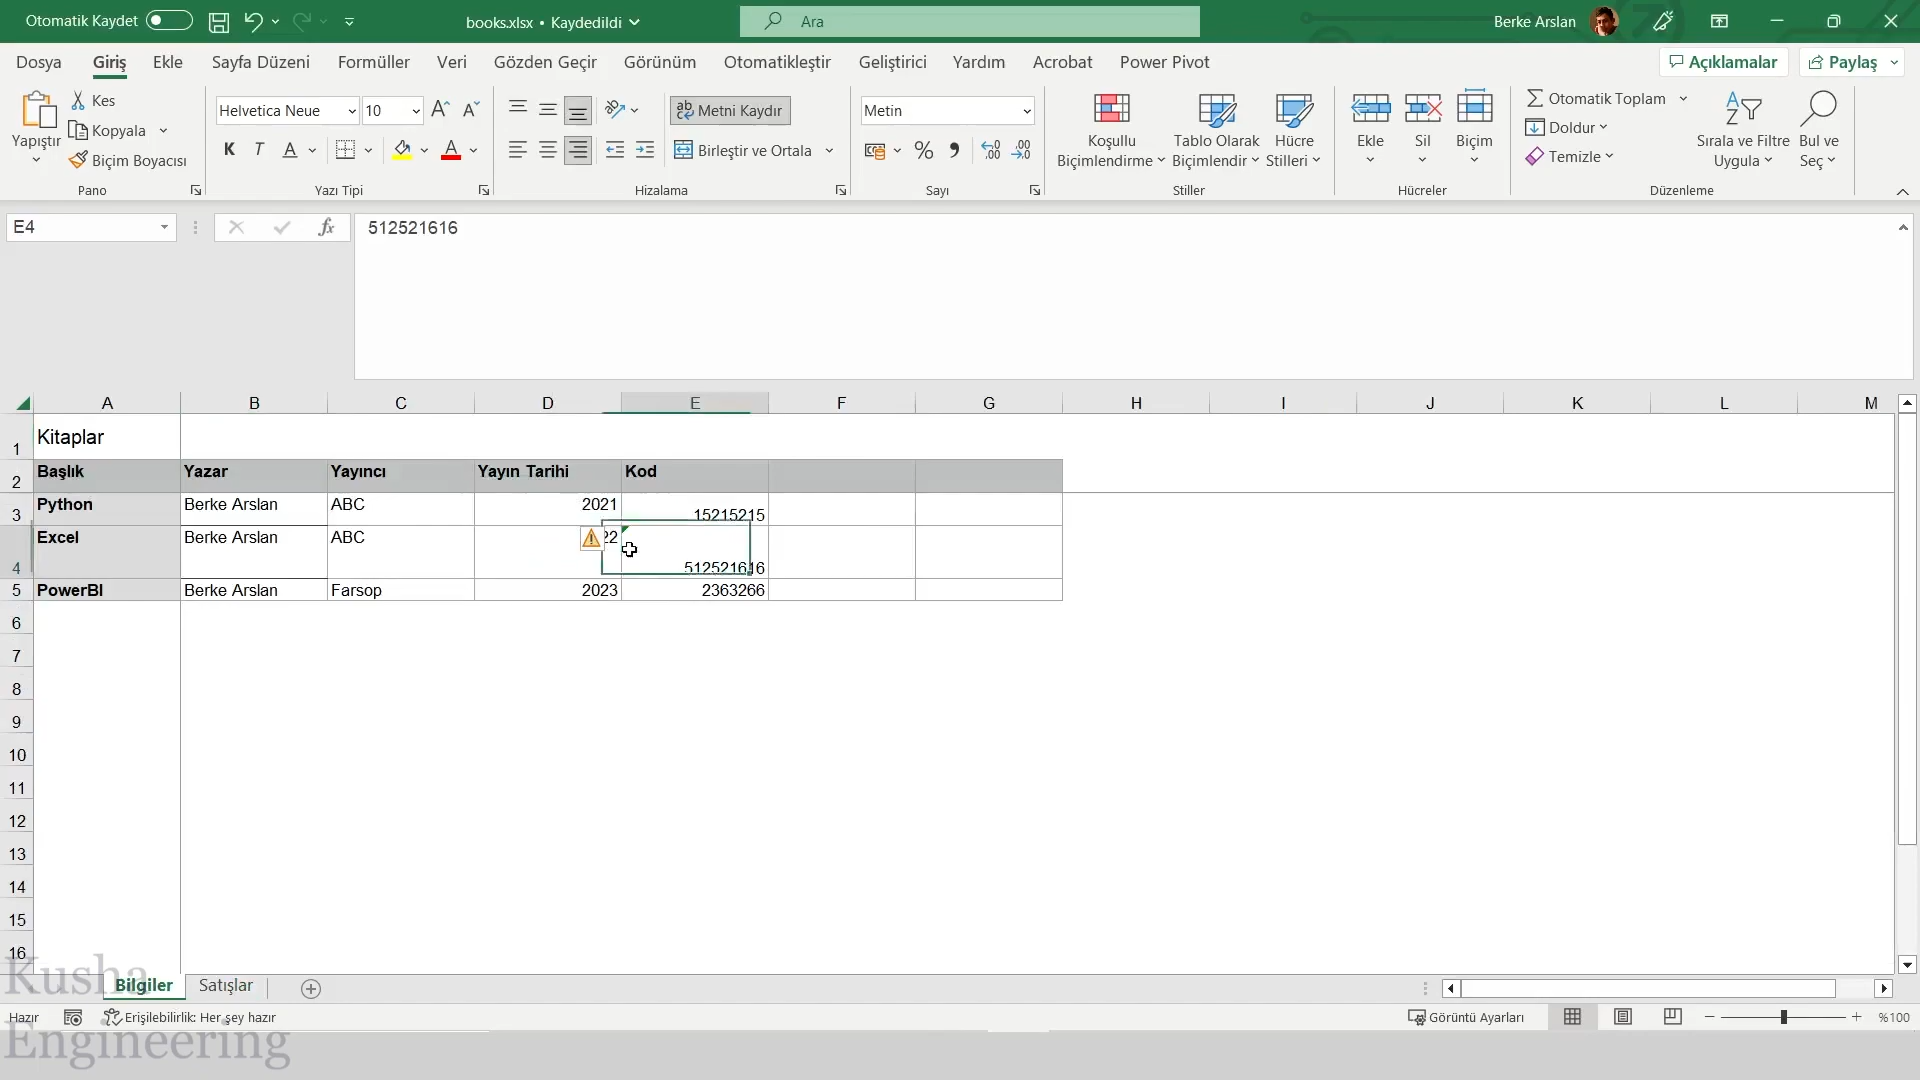 Otomatik Kaydet
books.xlsx • Kaydedildi
Ara
Berke Arslan
Dosya Giriş Ekle Sayfa Düzeni Formüller Veri Gözden Geçir Görünüm Otomatikleştir Geliştirici Yardım Acrobat Power Pivot Açıklamalar Paylaş
Yapıştır
Kes
Kopyala
Biçim Boyacısı
Pano
Helvetica Neue 10
K T A A
Yazı Tipi
Metni Kaydır
Birleştir ve Ortala
Hizalama
Metin
%
Sayı
Koşullu
Biçimlendirme
Tablo Olarak
Biçimlendir
Hücre
Stilleri
Stiller
Ekle
Sil
Biçim
Hücreler
Otomatik Toplam
Doldur
Temizle
Sırala ve Filtre
Uygula
Bul ve
Seç
Düzenleme
E4
fx
512521616
A B C D E F G H I J K L M
1 Kitaplar
2 Başlık Yazar Yayıncı Yayın Tarihi Kod
3 Python Berke Arslan ABC 2021 15215215
4 Excel Berke Arslan ABC 22 512521616
5 PowerBI Berke Arslan Farsop 2023 2363266
6
7
8
9
10
11
12
13
14
15
16
Kusha
Engineering
Bilgiler Satışlar
Hazır
Erişilebilirlik: Her şey hazır
Görüntü Ayarları
%100